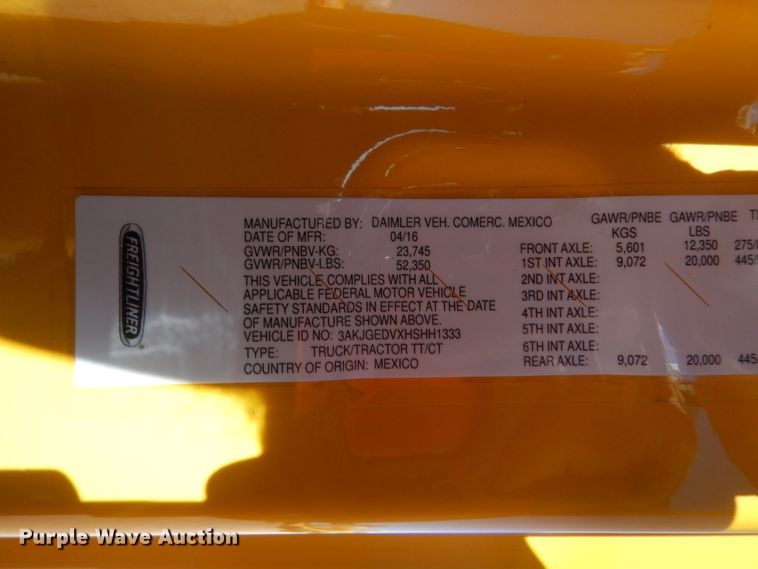 FREIGHTLINER
MANUFACTURED BY: DAIMLER VEH. COMERC. MEXICO
DATE OF MFR: 04/16
GVWR/PNBV-KG: 23,745
GVWR/PNBV-LBS: 52,350
THIS VEHICLE COMPLIES WITH ALL
APPLICABLE FEDERAL MOTOR VEHICLE
SAFETY STANDARDS IN EFFECT AT THE DATE
OF MANUFACTURE SHOWN ABOVE.
VEHICLE ID NO: 3AKJGEDVXHSHH1333
TYPE: TRUCK/TRACTOR TT/CT
COUNTRY OF ORIGIN: MEXICO
GAWR/PNBE GAWR/PNBE
KGS LBS
FRONT AXLE: 5,601 12,350 275/
1ST INT AXLE: 9,072 20,000 445/
2ND INT AXLE:
3RD INT AXLE:
4TH INT AXLE:
5TH INT AXLE:
6TH INT AXLE:
REAR AXLE: 9,072 20,000 445
Purple Wave Auction